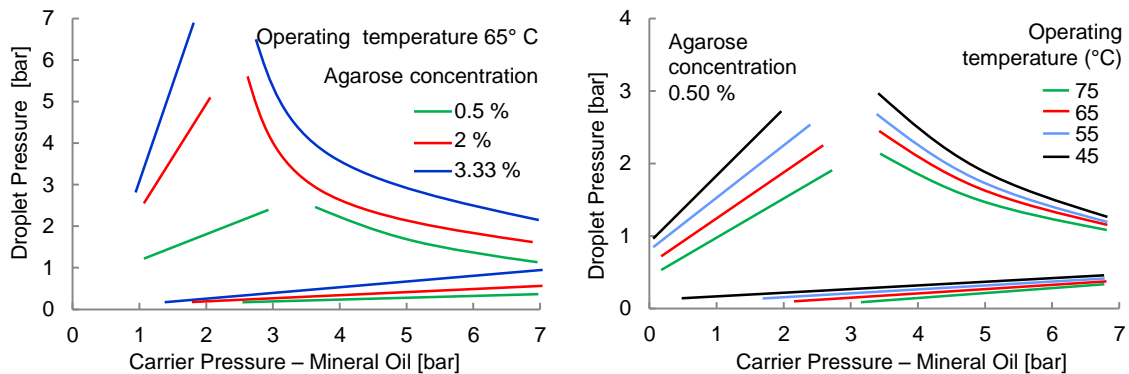 Operating temperature 65° C
Agarose concentration
0.5 %
2 %
3.33 %
Droplet Pressure [bar]
7
6
5
4
3
2
1
0
0 1 2 3 4 5 6 7
Carrier Pressure – Mineral Oil [bar]
Agarose
concentration
0.50 %
Operating
temperature (°C)
75
65
55
45
Droplet Pressure [bar]
4
3
2
1
0
0 1 2 3 4 5 6 7
Carrier Pressure – Mineral Oil [bar]